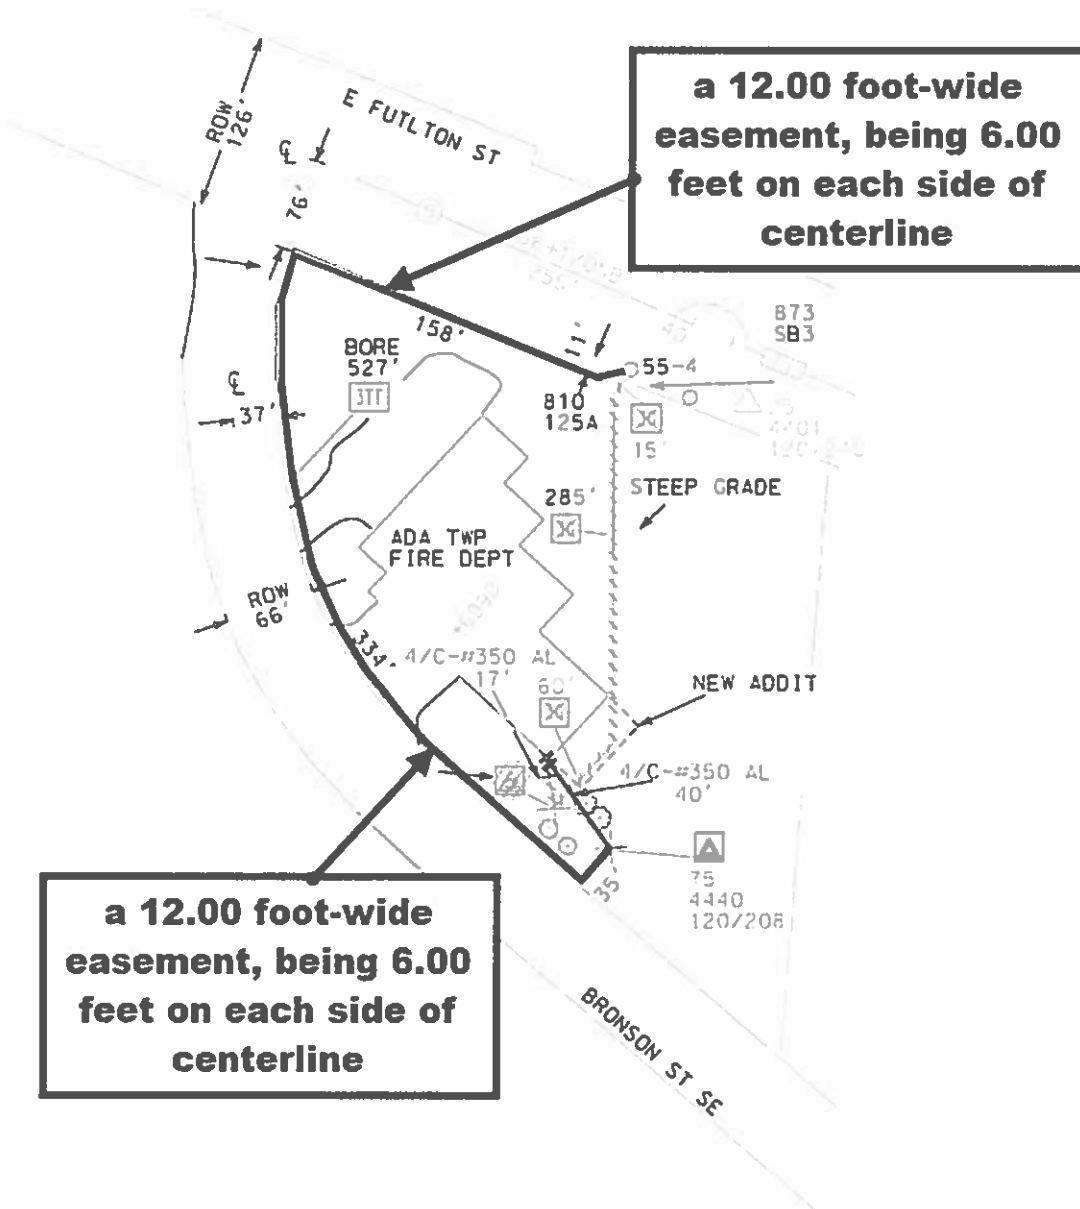 a 12.00 foot-wide
easement, being 6.00
feet on each side of
centerline
E FUTLTON ST
ROW
126'
℄
76'
158'
11'
873
SB3
55-4
BORE
527'
3TT
810
125A
15'
℄
37'
STEEP GRADE
285'
ADA TWP
FIRE DEPT
ROW
66'
334'
4/C-#350 AL
17'
60'
NEW ADDIT
4/C-#350 AL
40'
35'
75
4440
120/208
a 12.00 foot-wide
easement, being 6.00
feet on each side of
centerline
BRONSON ST SE